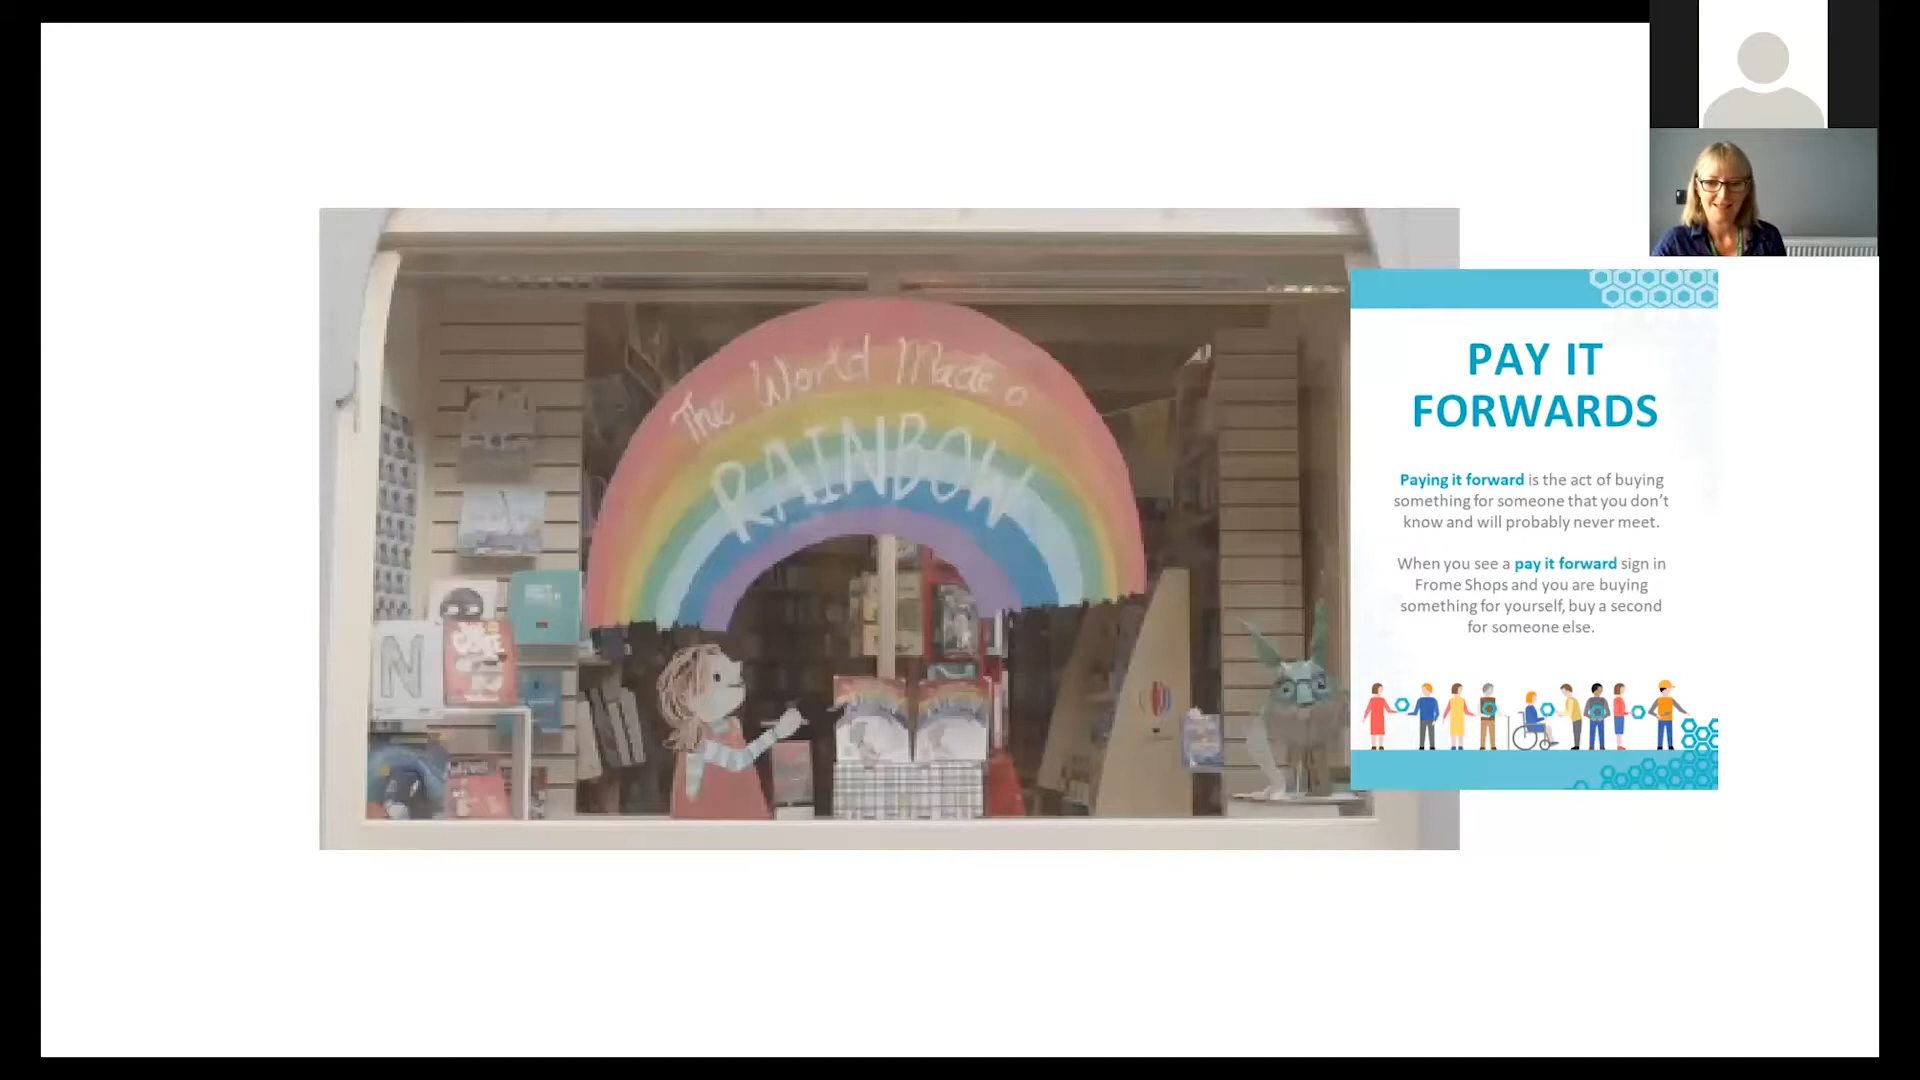 The World Made a
RAINBOW
N
PAY IT
FORWARDS
Paying it forward is the act of buying
something for someone that you don't
know and will probably never meet.
When you see a pay it forward sign in
Frome Shops and you are buying
something for yourself, buy a second
for someone else.